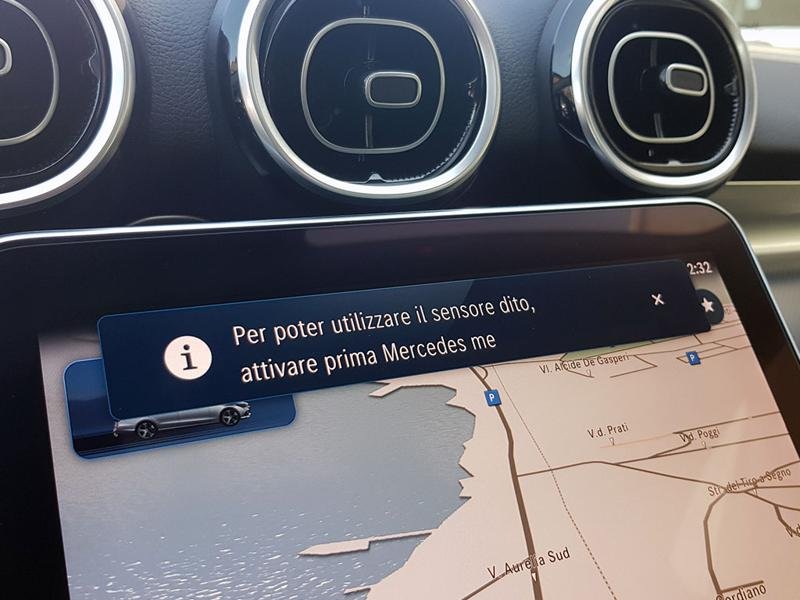 2:32
Per poter utilizzare il sensore dito,
attivare prima Mercedes me
Vl. Alcide De Gasperi
P
P
V.d. Prati
V.d. Poggi
Str. del Tiro a Segno
V. Aurelia Sud